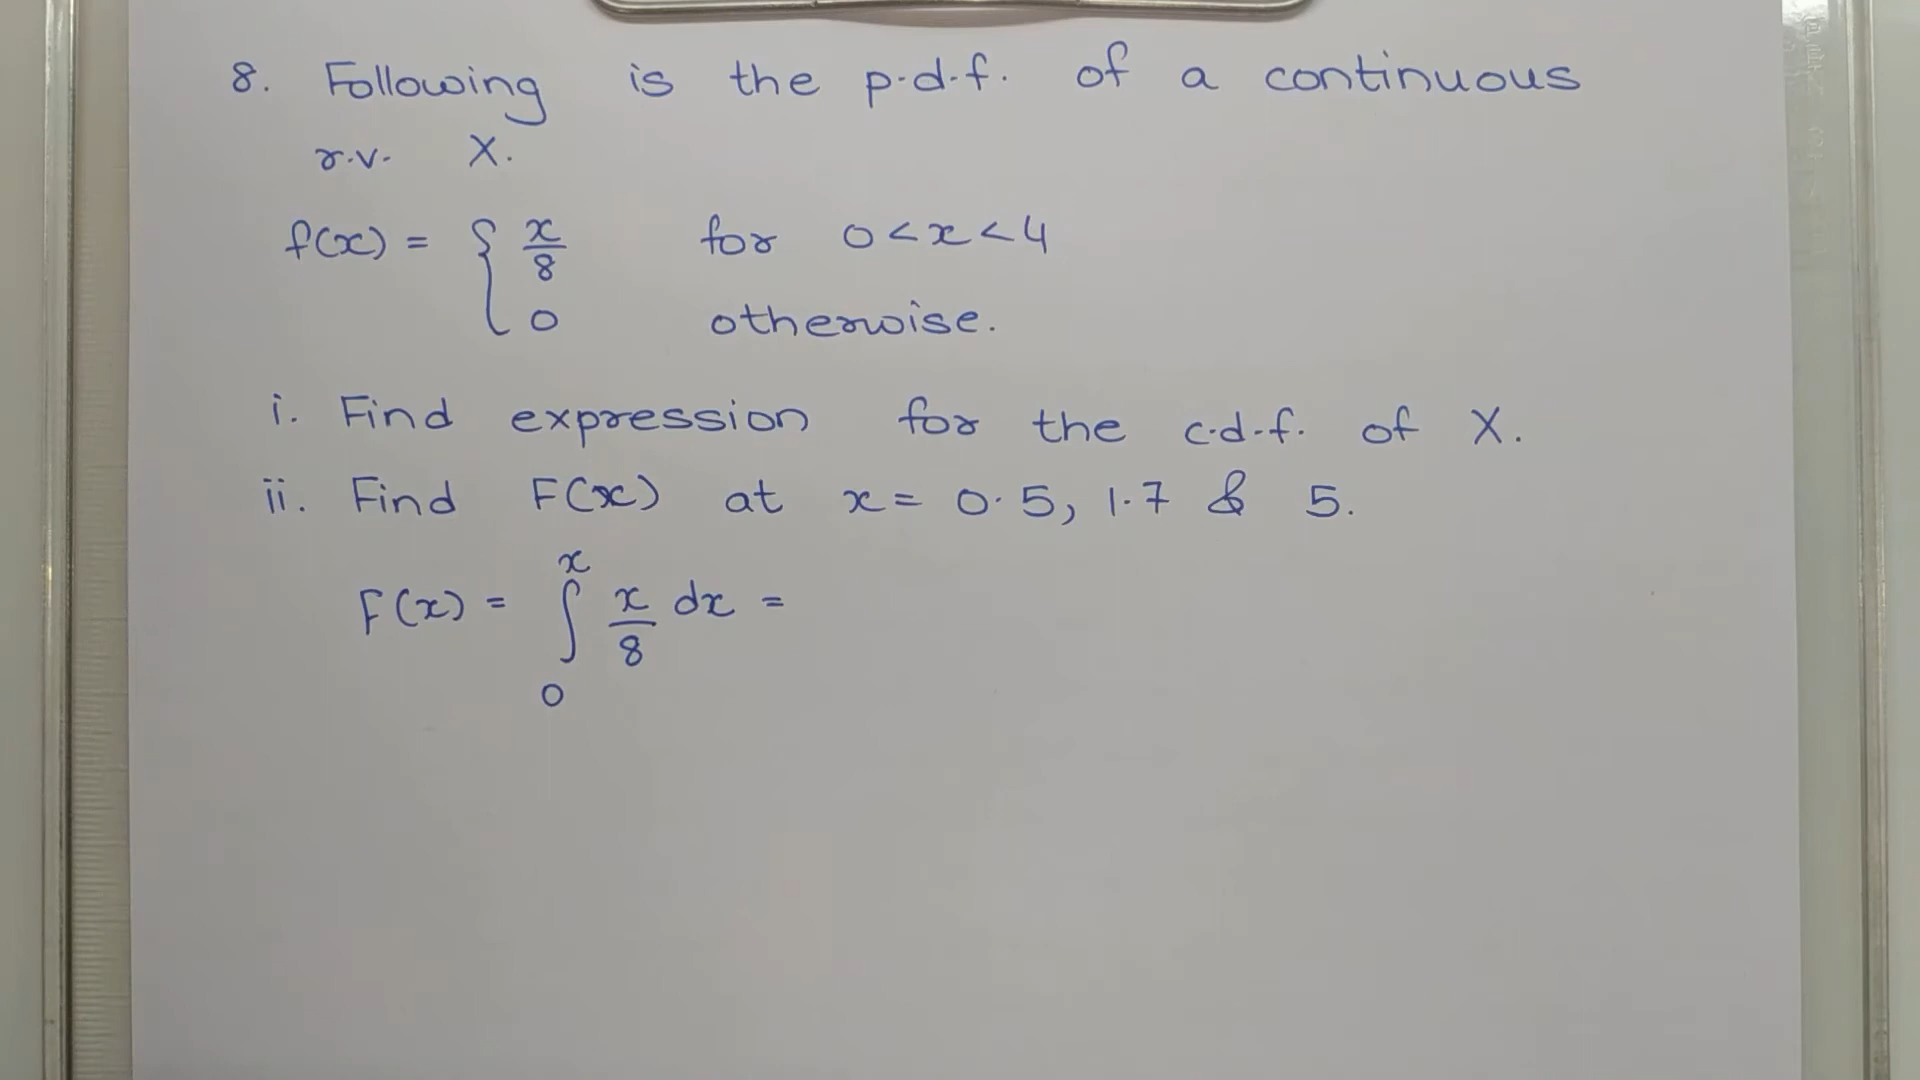 8. Following is the p.d.f. of a continuous
r.v. X.
f(x) = { x/8 for 0<x<4
0 otherwise.
i. Find expression for the c.d.f. of X.
ii. Find F(x) at x = 0.5, 1.7 & 5.
F(x) = ∫₀ˣ x/8 dx =